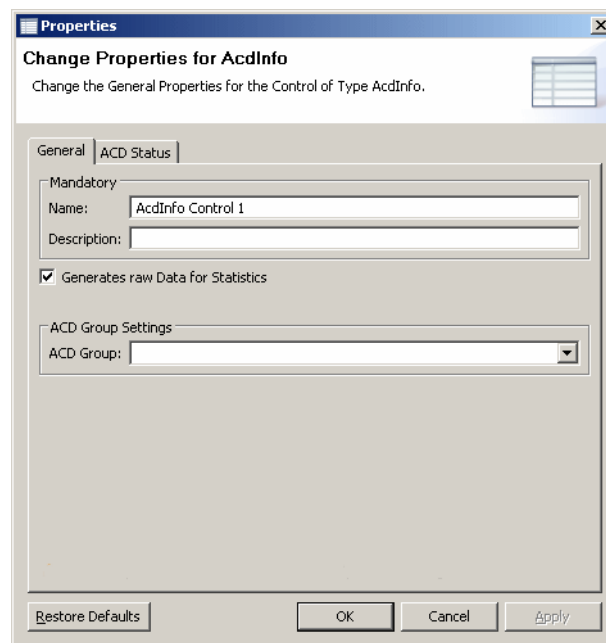 Properties
Change Properties for AcdInfo
Change the General Properties for the Control of Type AcdInfo.
General ACD Status
Mandatory
Name: AcdInfo Control 1
Description:
Generates raw Data for Statistics
ACD Group Settings
ACD Group:
Restore Defaults OK Cancel Apply